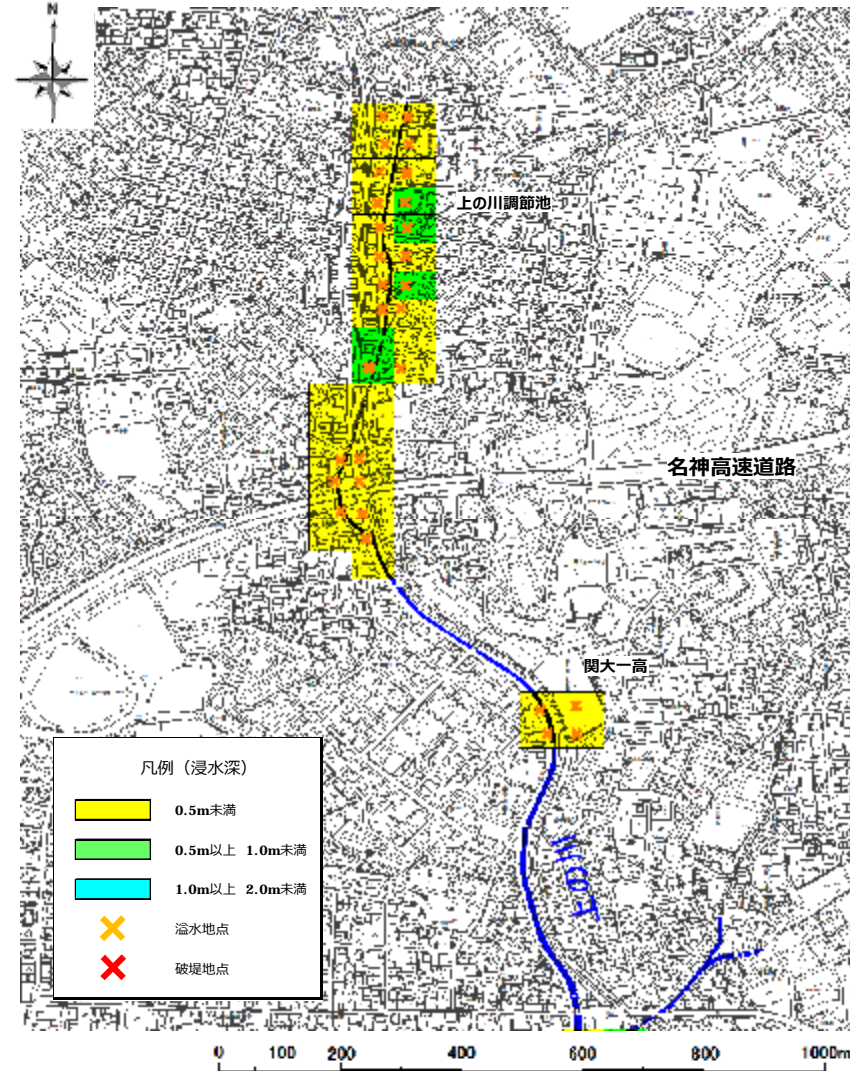 N
上の川調節池
名神高速道路
関大一高
上の川
凡例（浸水深）
0.5m未満
0.5m以上 1.0m未満
1.0m以上 2.0m未満
溢水地点
破堤地点
0 100 200 400 600 800 1000m